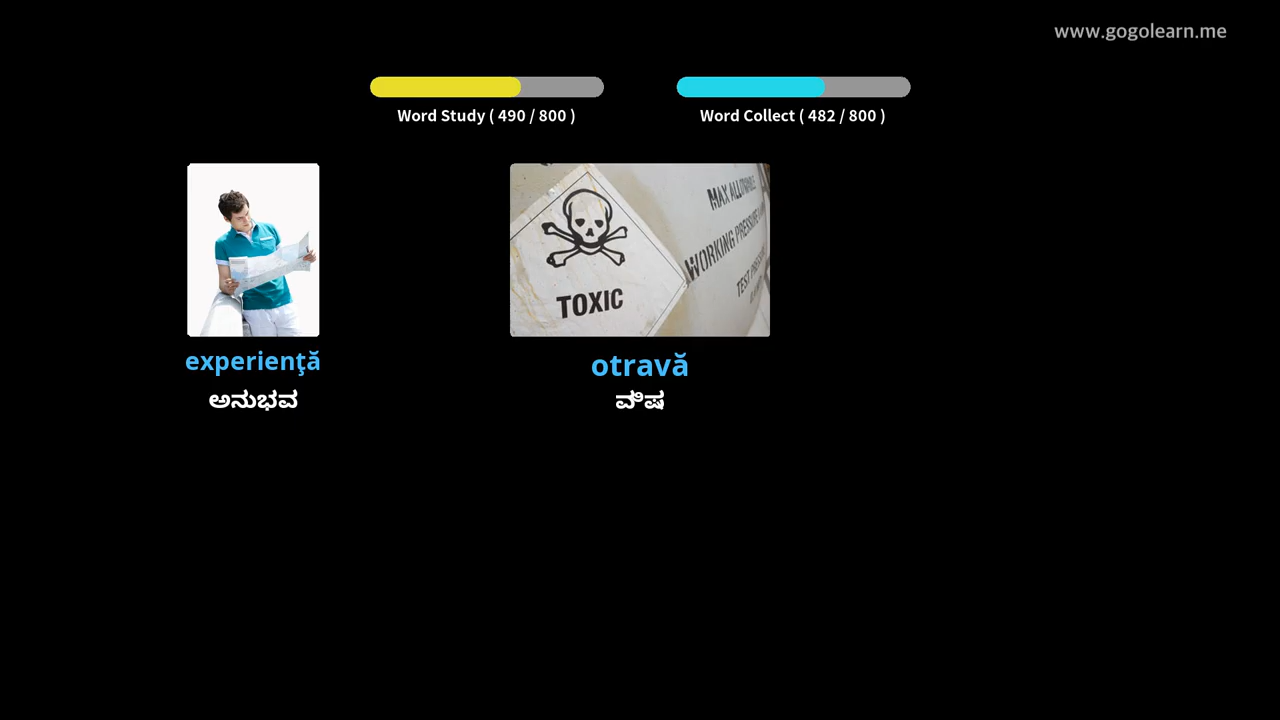 www.gogolearn.me
Word Study ( 490 / 800 )
Word Collect ( 482 / 800 )
TOXIC
MAX ALLOWABLE
WORKING PRESSURE
TEST
experienţă
otravă
ಅನುಭವ
ವಿಷ